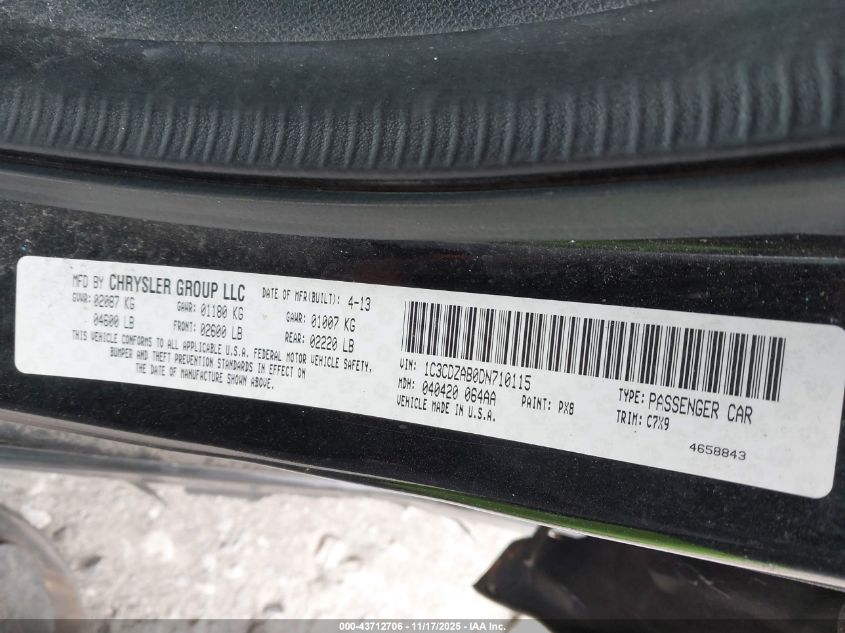 MFD BY CHRYSLER GROUP LLC DATE OF MFR(BUILT): 4-13
GVWR: 02087 KG GAWR: 01180 KG GAWR: 01007 KG
04600 LB FRONT: 02600 LB REAR: 02220 LB
THIS VEHICLE CONFORMS TO ALL APPLICABLE U.S.A. FEDERAL MOTOR VEHICLE SAFETY,
BUMPER AND THEFT PREVENTION STANDARDS IN EFFECT ON THE
DATE OF MANUFACTURE SHOWN ABOVE.
VIN: 1C3CDZAB0DN710115 TYPE: PASSENGER CAR
MDH: 040420 064AA PAINT: PX8 TRIM: C7X9
VEHICLE MADE IN U.S.A.
4658843
000-43712706 - 11/17/2025 - IAA Inc.